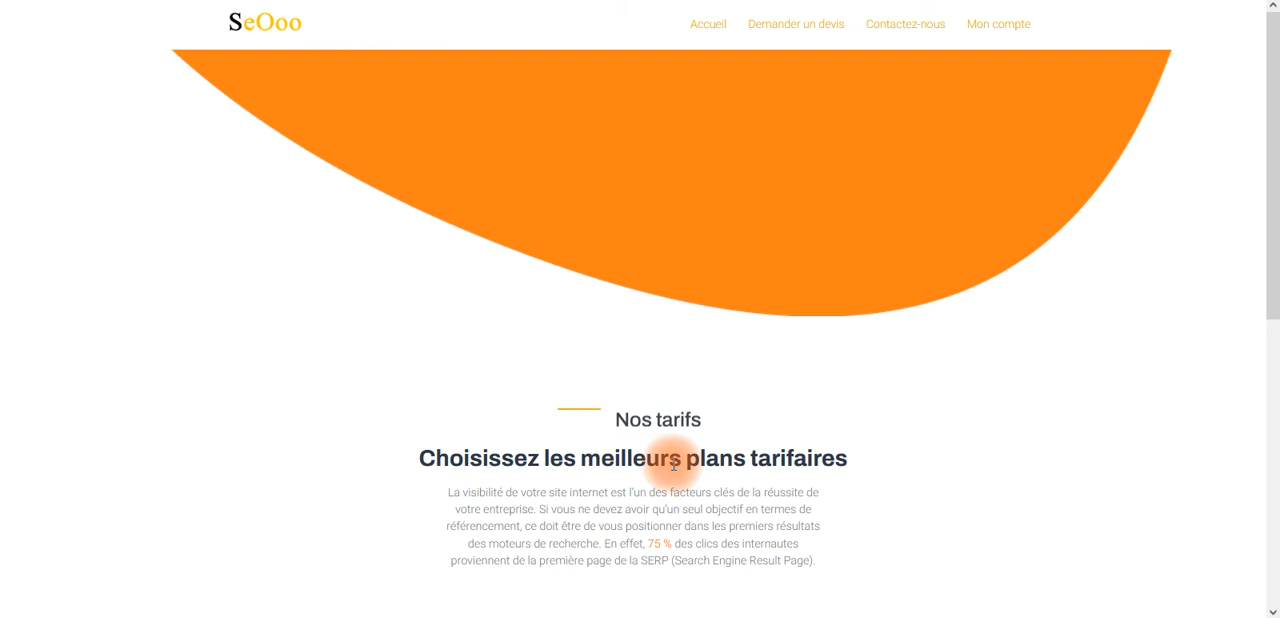 SeOoo
Accueil Demander un devis Contactez-nous Mon compte
Nos tarifs
Choisissez les meilleurs plans tarifaires
La visibilité de votre site internet est l'un des facteurs clés de la réussite de
votre entreprise. Si vous ne devez avoir qu'un seul objectif en termes de
référencement, ce doit être de vous positionner dans les premiers résultats
des moteurs de recherche. En effet, 75 % des clics des internautes
proviennent de la première page de la SERP (Search Engine Result Page).